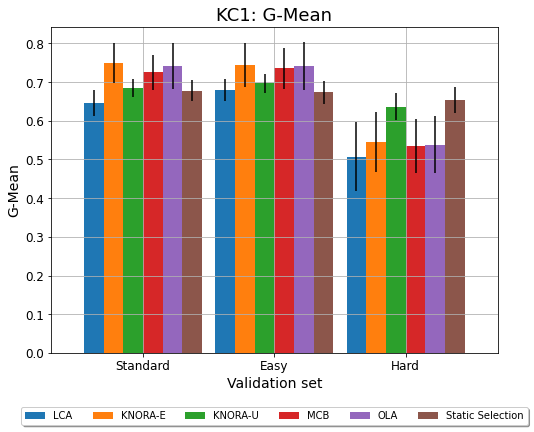 KC1: G-Mean
G-Mean
0.8
0.7
0.6
0.5
0.4
0.3
0.2
0.1
0.0
Standard Easy Hard
Validation set
LCA KNORA-E KNORA-U MCB OLA Static Selection